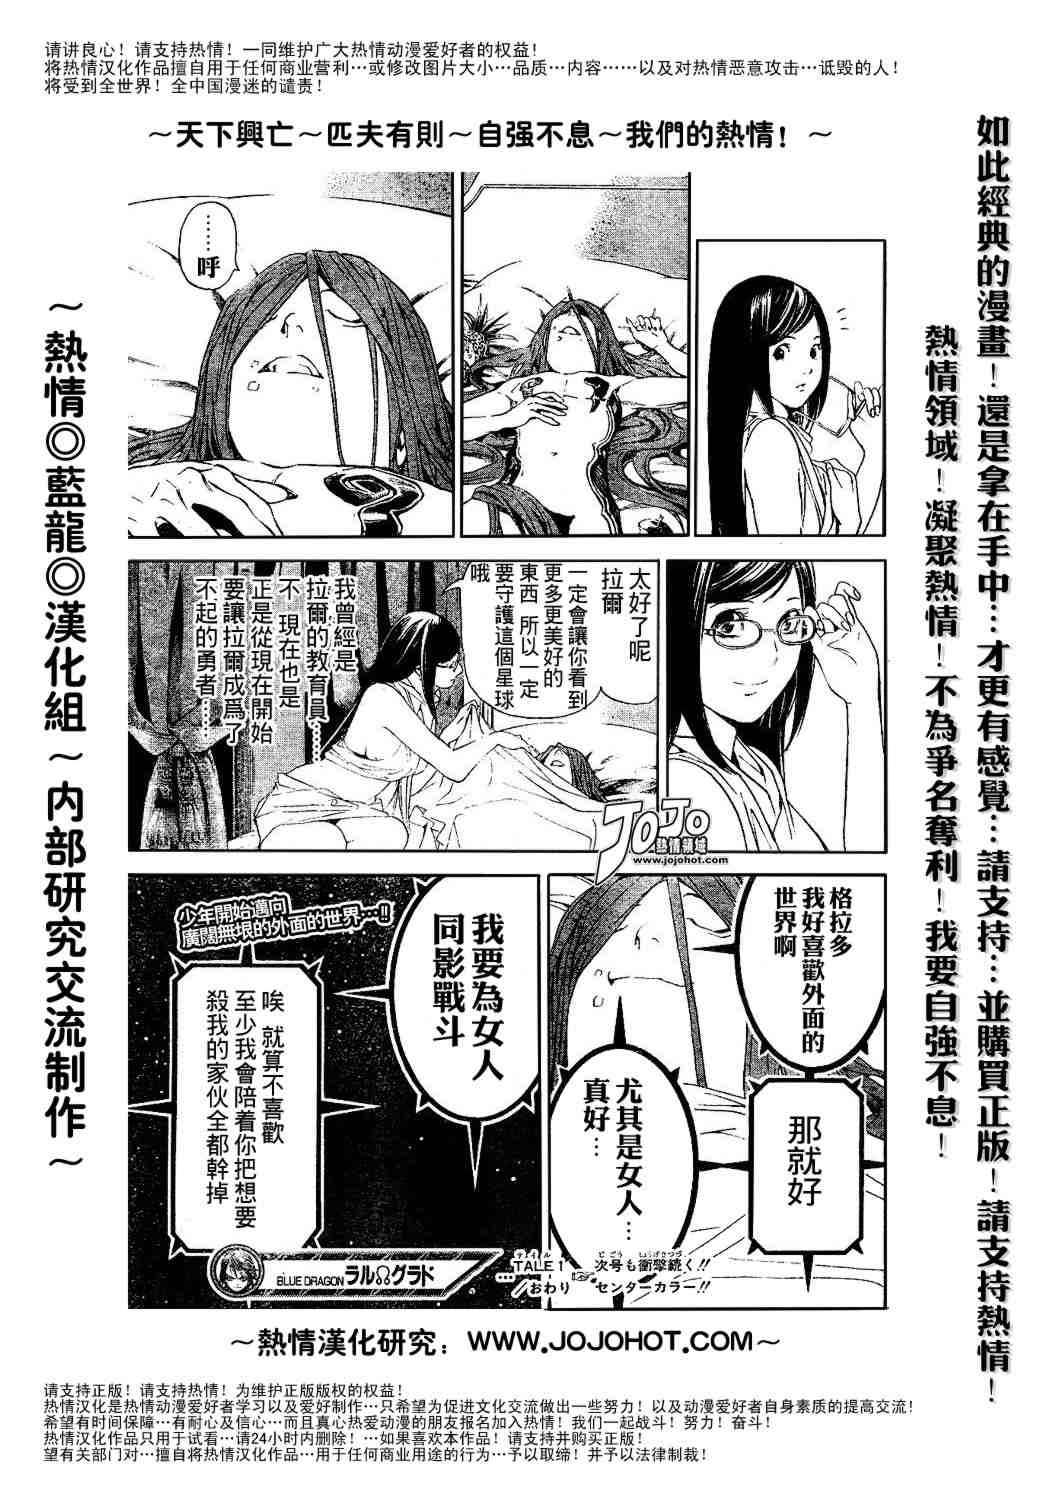 请讲良心！请支持热情！一同维护广大热情动漫爱好者的权益！
将热情汉化作品擅自用于任何商业营利…或修改图片大小…品质…内容……以及对热情恶意攻击…诋毁的人！
将受到全世界！全中国漫迷的谴责！
～天下興亡～匹夫有則～自强不息～我們的熱情！～
如此經典的漫畫！還是拿在手中…才更有感覺…請支持…並購買正版！請支持熱情！
熱情領域！凝聚熱情！不為爭名奪利！我要自強不息！
～熱情◎藍龍◎漢化組～内部研究交流制作～
……
呼
太好了呢
拉爾
一定會讓你看到
更多更美好的
東西 所以一定
要守護這個星球
哦
我曾經是
拉爾的教育員……
不 現在也是
正是從現在開始
要讓拉爾成爲了
不起的勇者……
JOJO
熱情領域
www.jojohot.com
格拉多
我好喜歡外面的
世界啊
那就好
尤其是女人…
真好…
我要為女人
同影戰斗
少年開始邁向
廣闊無垠的外面的世界…!!
唉 就算不喜歡
至少我會陪着你把想要
殺我的家伙全都幹掉
BLUE DRAGON ラルΩグラド
テイル
…TALE 1
／おわり
じごう しょうげきつづ
☞次号も衝撃続く!!
センターカラー!!
～熱情漢化研究：WWW.JOJOHOT.COM～
请支持正版！请支持热情！为维护正版版权的权益！
热情汉化是热情动漫爱好者学习以及爱好制作…只希望为促进文化交流做出一些努力！以及动漫爱好者自身素质的提高交流！
希望有时间保障…有耐心及信心…而且真心热爱动漫的朋友报名加入热情！我们一起战斗！努力！奋斗！
热情汉化作品只用于试看…请24小时内删除！…如果喜欢本作品！请支持并购买正版！
望有关部门对…擅自将热情汉化作品…用于任何商业用途的行为…予以取缔！并予以法律制裁！